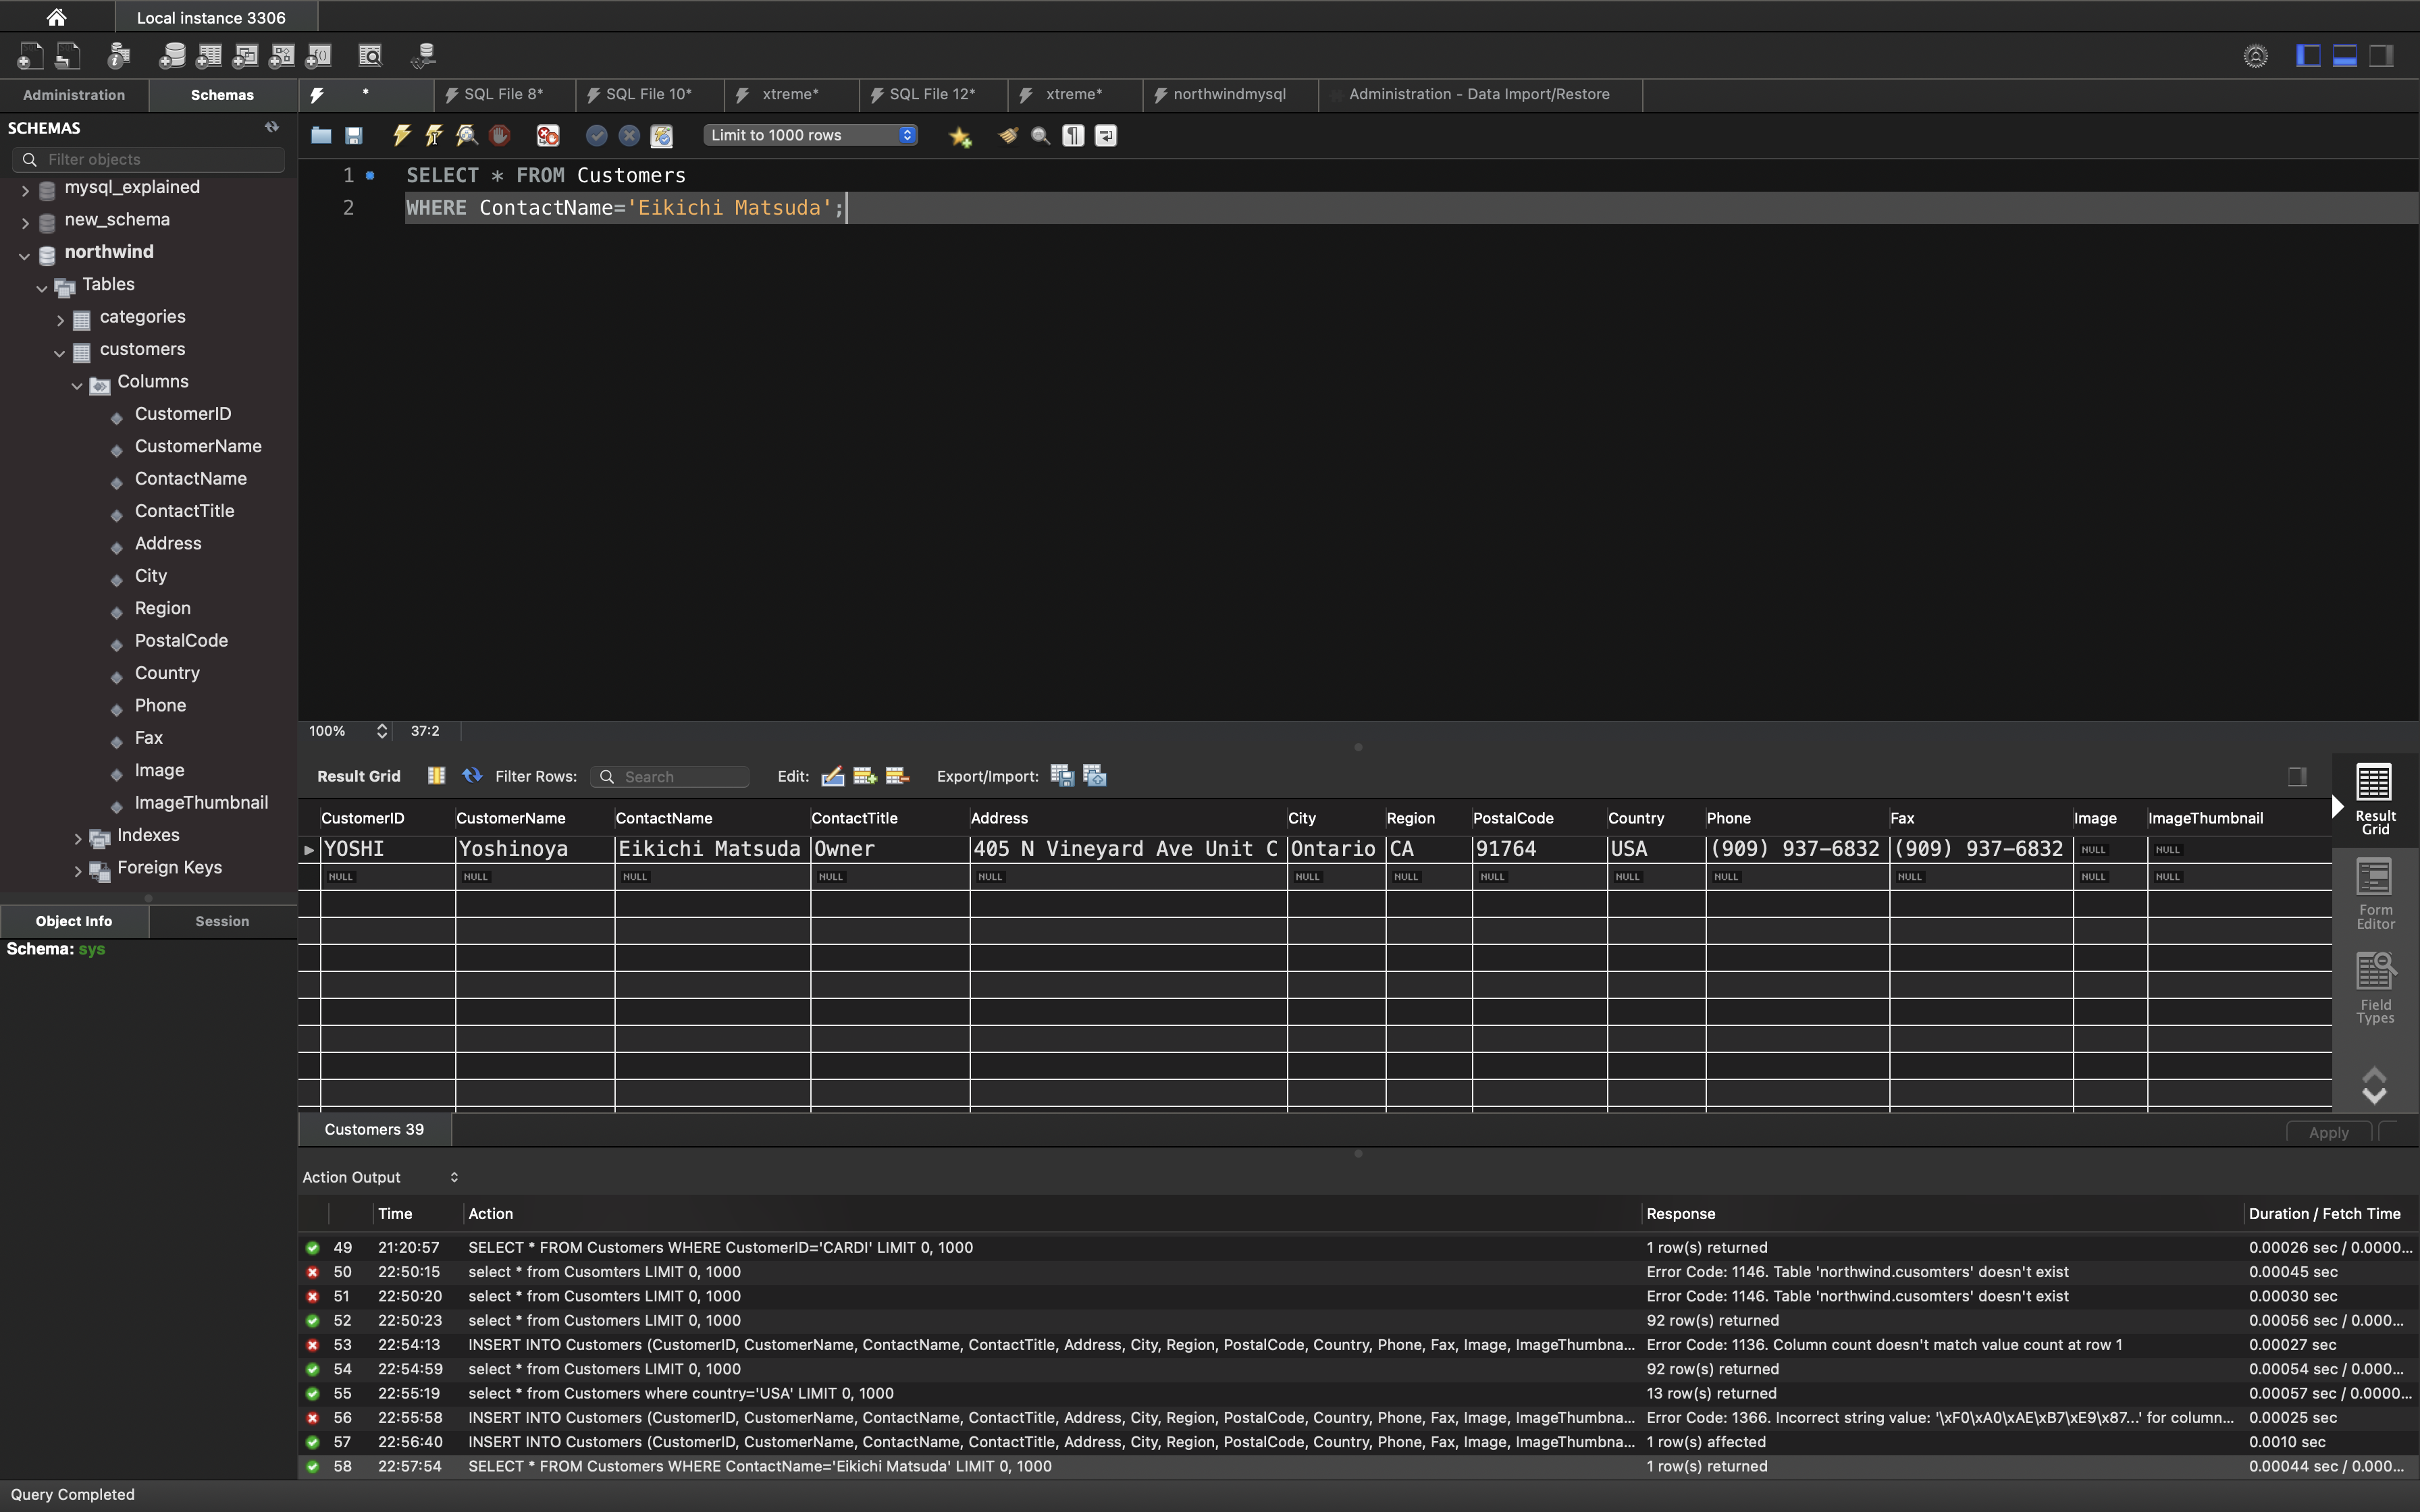 Local instance 3306
Administration
Schemas
*
SQL File 8*
SQL File 10*
xtreme*
SQL File 12*
xtreme*
northwindmysql
Administration - Data Import/Restore
SCHEMAS
Filter objects
mysql_explained
new_schema
northwind
Tables
categories
customers
Columns
CustomerID
CustomerName
ContactName
ContactTitle
Address
City
Region
PostalCode
Country
Phone
Fax
Image
ImageThumbnail
Indexes
Foreign Keys
Object Info
Session
Schema: sys
Limit to 1000 rows
1 SELECT * FROM Customers
2 WHERE ContactName='Eikichi Matsuda';
100%
37:2
Result Grid
Filter Rows:
Search
Edit:
Export/Import:
CustomerID CustomerName ContactName ContactTitle Address City Region PostalCode Country Phone Fax Image ImageThumbnail
YOSHI Yoshinoya Eikichi Matsuda Owner 405 N Vineyard Ave Unit C Ontario CA 91764 USA (909) 937-6832 (909) 937-6832 NULL NULL
NULL NULL NULL NULL NULL NULL NULL NULL NULL NULL NULL NULL NULL
Result
Grid
Form
Editor
Field
Types
Customers 39
Apply
Action Output
Time Action Response Duration / Fetch Time
49 21:20:57 SELECT * FROM Customers WHERE CustomerID='CARDI' LIMIT 0, 1000 1 row(s) returned 0.00026 sec / 0.0000...
50 22:50:15 select * from Cusomters LIMIT 0, 1000 Error Code: 1146. Table 'northwind.cusomters' doesn't exist 0.00045 sec
51 22:50:20 select * from Cusomters LIMIT 0, 1000 Error Code: 1146. Table 'northwind.cusomters' doesn't exist 0.00030 sec
52 22:50:23 select * from Customers LIMIT 0, 1000 92 row(s) returned 0.00056 sec / 0.000...
53 22:54:13 INSERT INTO Customers (CustomerID, CustomerName, ContactName, ContactTitle, Address, City, Region, PostalCode, Country, Phone, Fax, Image, ImageThumbna... Error Code: 1136. Column count doesn't match value count at row 1 0.00027 sec
54 22:54:59 select * from Customers LIMIT 0, 1000 92 row(s) returned 0.00054 sec / 0.000...
55 22:55:19 select * from Customers where country='USA' LIMIT 0, 1000 13 row(s) returned 0.00057 sec / 0.0000...
56 22:55:58 INSERT INTO Customers (CustomerID, CustomerName, ContactName, ContactTitle, Address, City, Region, PostalCode, Country, Phone, Fax, Image, ImageThumbna... Error Code: 1366. Incorrect string value: '\xF0\xA0\xAE\xB7\xE9\x87...' for column... 0.00025 sec
57 22:56:40 INSERT INTO Customers (CustomerID, CustomerName, ContactName, ContactTitle, Address, City, Region, PostalCode, Country, Phone, Fax, Image, ImageThumbna... 1 row(s) affected 0.0010 sec
58 22:57:54 SELECT * FROM Customers WHERE ContactName='Eikichi Matsuda' LIMIT 0, 1000 1 row(s) returned 0.00044 sec / 0.000...
Query Completed